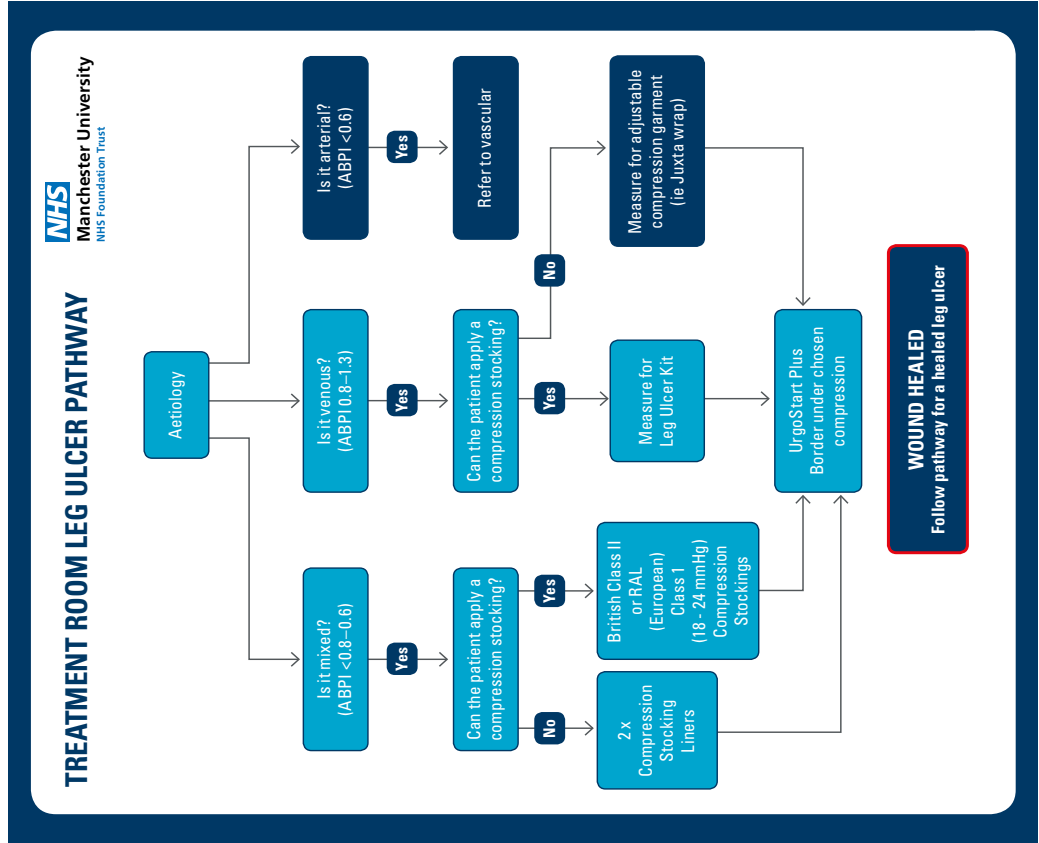 TREATMENT ROOM LEG ULCER PATHWAY
NHS
Manchester University
NHS Foundation Trust
Aetiology
Is it mixed?
(ABPI <0.8–0.6)
Is it venous?
(ABPI 0.8–1.3)
Is it arterial?
(ABPI <0.6)
Yes
Yes
Yes
Can the patient apply a
compression stocking?
Can the patient apply a
compression stocking?
Refer to vascular
No
Yes
Yes
No
2 x
Compression
Stocking
Liners
British Class II
or RAL
(European)
Class 1
(18 - 24 mmHg)
Compression
Stockings
Measure for
Leg Ulcer Kit
Measure for adjustable
compression garment
(ie Juxta wrap)
UrgoStart Plus
Border under chosen
compression
WOUND HEALED
Follow pathway for a healed leg ulcer